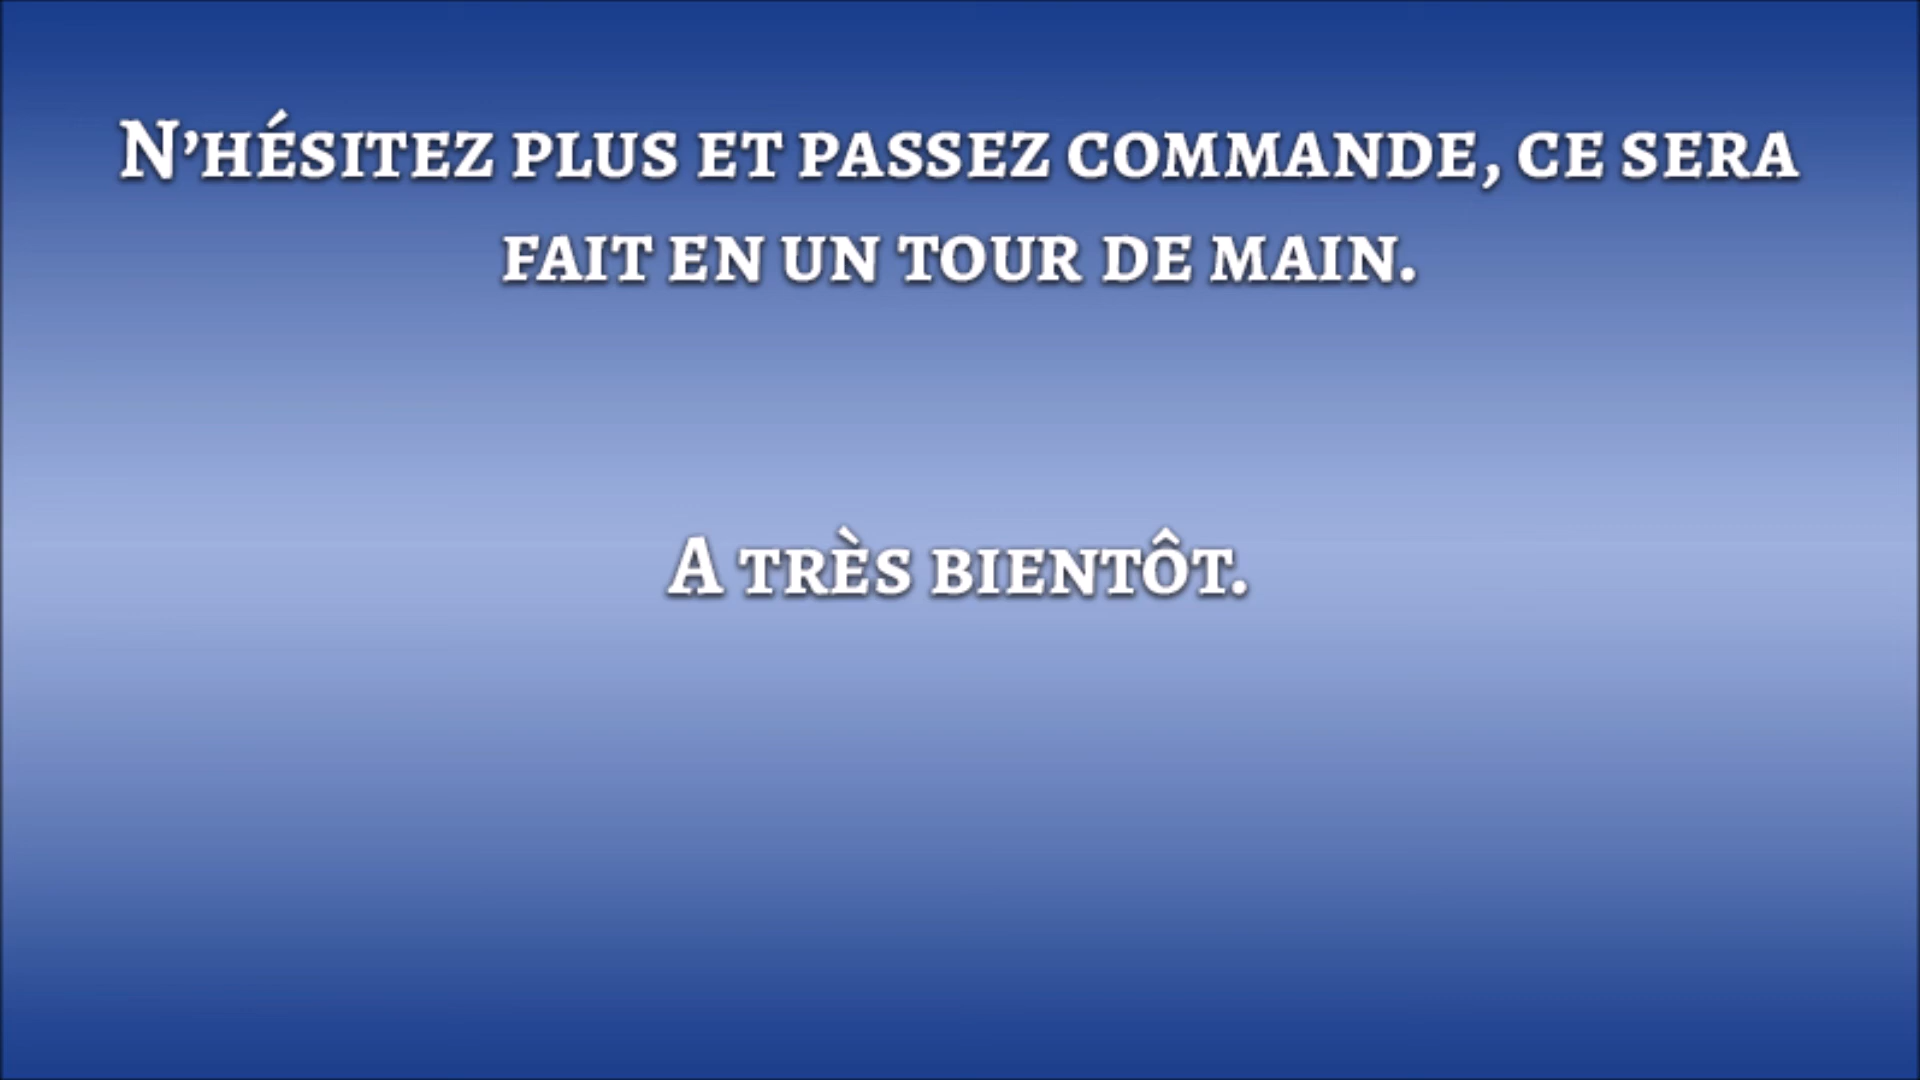 N’hésitez plus et passez commande, ce sera
fait en un tour de main.
A très bientôt.